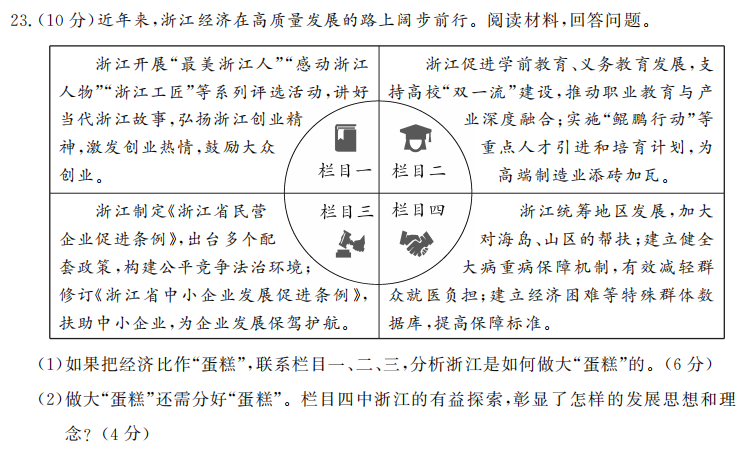 23.(10分)近年来,浙江经济在高质量发展的路上阔步前行。阅读材料,回答问题。
浙江开展“最美浙江人”“感动浙江
人物”“浙江工匠”等系列评选活动,讲好
当代浙江故事,弘扬浙江创业精
神,激发创业热情,鼓励大众
创业。
栏目一
浙江促进学前教育、义务教育发展,支
持高校“双一流”建设,推动职业教育与产
业深度融合;实施“鲲鹏行动”等
重点人才引进和培育计划,为
高端制造业添砖加瓦。
栏目二
浙江制定《浙江省民营
企业促进条例》,出台多个配
套政策,构建公平竞争法治环境;
修订《浙江省中小企业发展促进条例》,
扶助中小企业,为企业发展保驾护航。
栏目三
浙江统筹地区发展,加大
对海岛、山区的帮扶;建立健全
大病重病保障机制,有效减轻群
众就医负担;建立经济困难等特殊群体数
据库,提高保障标准。
栏目四
(1)如果把经济比作“蛋糕”,联系栏目一、二、三,分析浙江是如何做大“蛋糕”的。(6分)
(2)做大“蛋糕”还需分好“蛋糕”。栏目四中浙江的有益探索,彰显了怎样的发展思想和理
念?(4分)